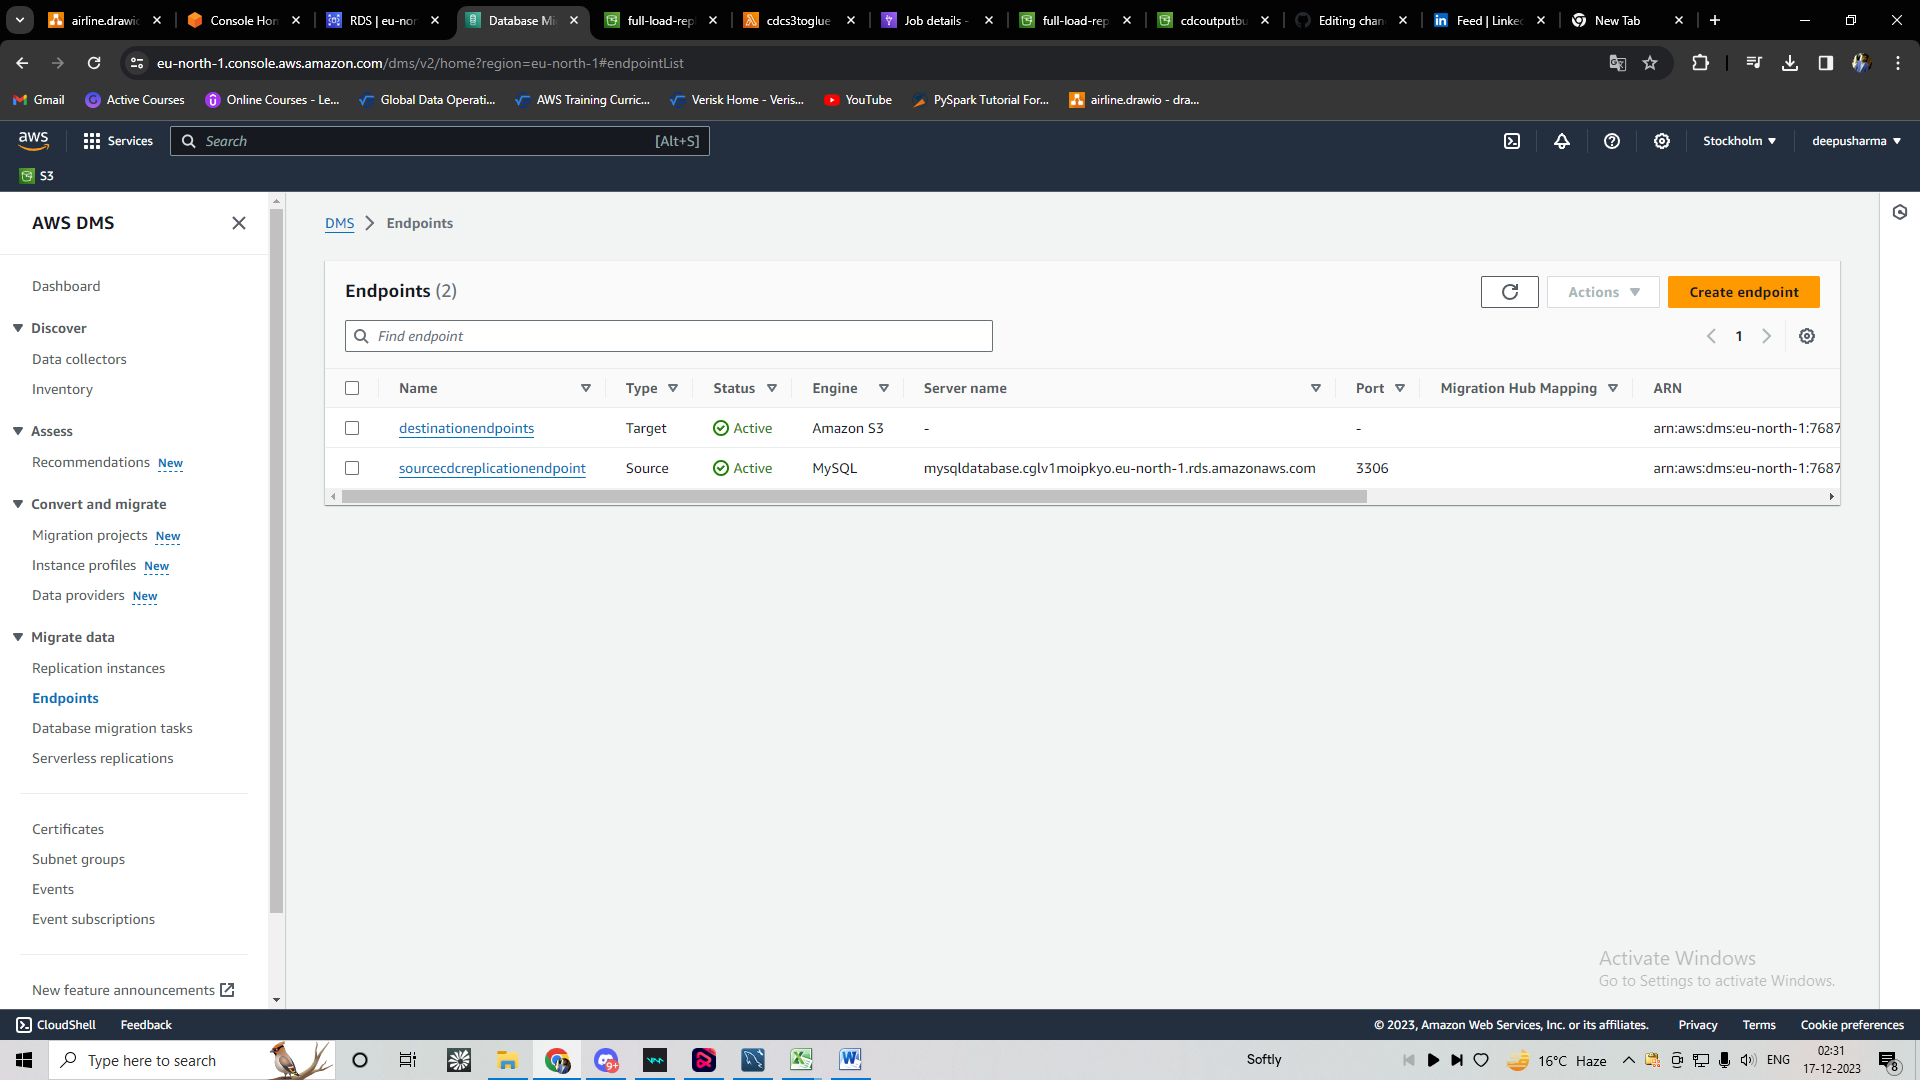 airline.drawio
Console Hon
RDS | eu-nor
Database Mi
full-load-rep
cdcs3toglue
Job details -
full-load-rep
cdcoutputbu
Editing chan
Feed | Linked
New Tab
eu-north-1.console.aws.amazon.com/dms/v2/home?region=eu-north-1#endpointList
Gmail
Active Courses
Online Courses - Le...
Global Data Operati...
AWS Training Curric...
Verisk Home - Veris...
YouTube
PySpark Tutorial For...
airline.drawio - dra...
aws
Services
Search
[Alt+S]
Stockholm
deepusharma
S3
AWS DMS
Dashboard
Discover
Data collectors
Inventory
Assess
Recommendations New
Convert and migrate
Migration projects New
Instance profiles New
Data providers New
Migrate data
Replication instances
Endpoints
Database migration tasks
Serverless replications
Certificates
Subnet groups
Events
Event subscriptions
New feature announcements
DMS
Endpoints
Endpoints (2)
Actions
Create endpoint
Find endpoint
1
Name Type Status Engine Server name Port Migration Hub Mapping ARN
destinationendpoints Target Active Amazon S3 - - arn:aws:dms:eu-north-1:7687
sourcecdcreplicationendpoint Source Active MySQL mysqldatabase.cglv1moipkyo.eu-north-1.rds.amazonaws.com 3306 arn:aws:dms:eu-north-1:7687
Activate Windows
Go to Settings to activate Windows.
CloudShell
Feedback
© 2023, Amazon Web Services, Inc. or its affiliates.
Privacy
Terms
Cookie preferences
Type here to search
9+
Softly
16°C Haze
ENG
02:31
17-12-2023
8